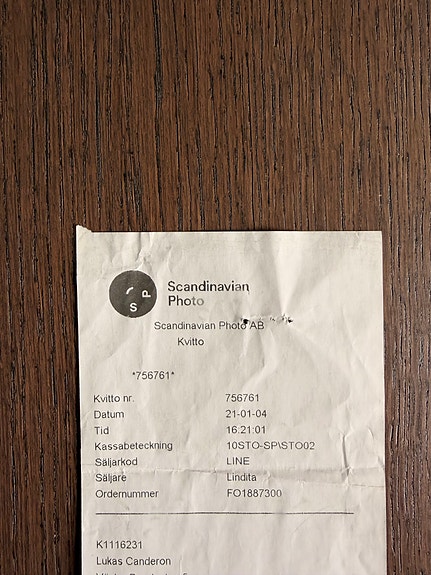 S P
Scandinavian
Photo
Scandinavian Photo AB
Kvitto
*756761*
Kvitto nr. 756761
Datum 21-01-04
Tid 16:21:01
Kassabeteckning 10STO-SP\STO02
Säljarkod LINE
Säljare Lindita
Ordernummer FO1887300
K1116231
Lukas Canderon